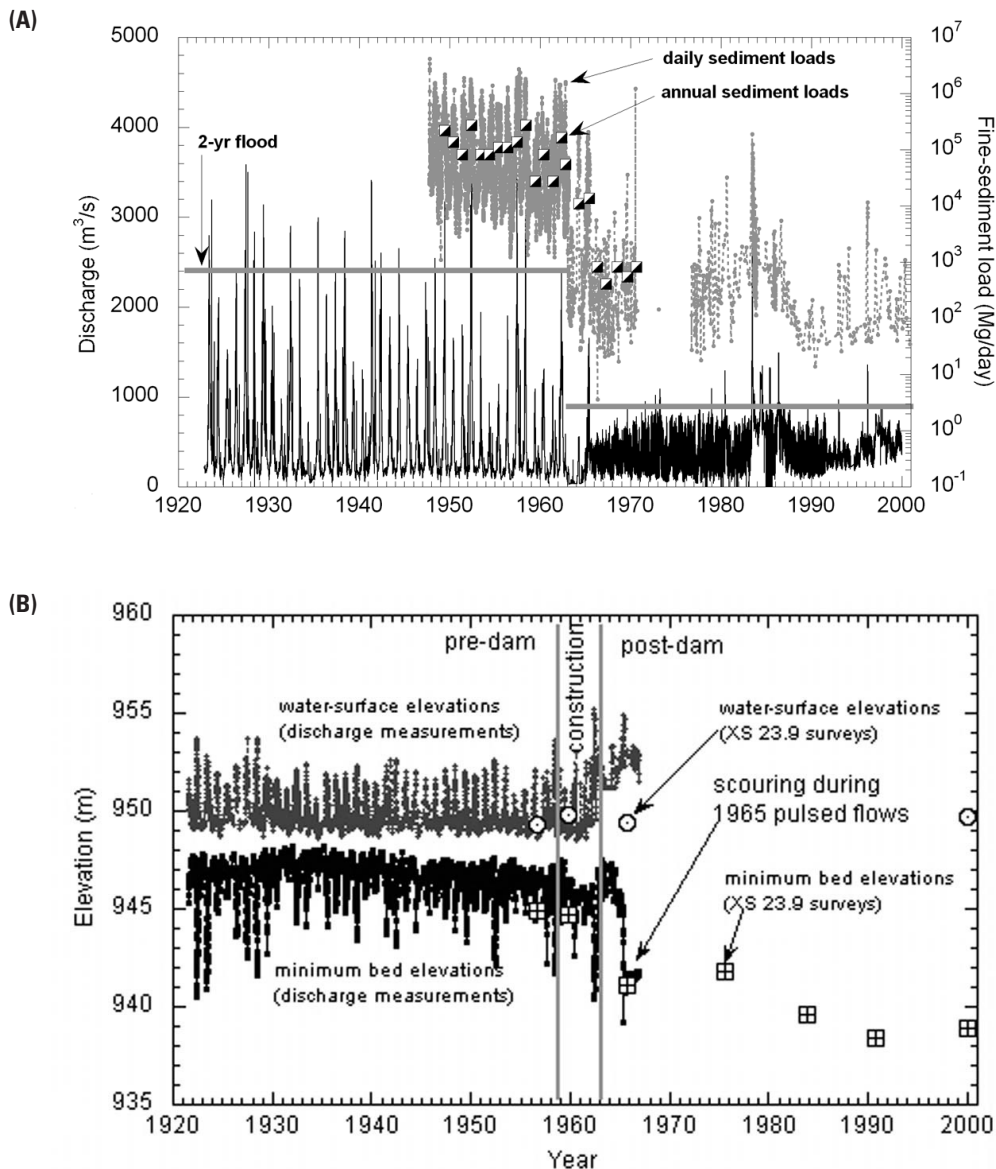 (A)
5000
4000
3000
2000
1000
0
Discharge (m³/s)
10⁷
10⁶
10⁵
10⁴
10³
10²
10¹
10⁰
10⁻¹
Fine-sediment load (Mg/day)
daily sediment loads
annual sediment loads
2-yr flood
1920 1930 1940 1950 1960 1970 1980 1990 2000
(B)
960
955
950
945
940
935
Elevation (m)
pre-dam
construction
post-dam
water-surface elevations
(discharge measurements)
water-surface elevations
(XS 23.9 surveys)
scouring during
1965 pulsed flows
minimum bed elevations
(XS 23.9 surveys)
minimum bed elevations
(discharge measurements)
1920 1930 1940 1950 1960 1970 1980 1990 2000
Year